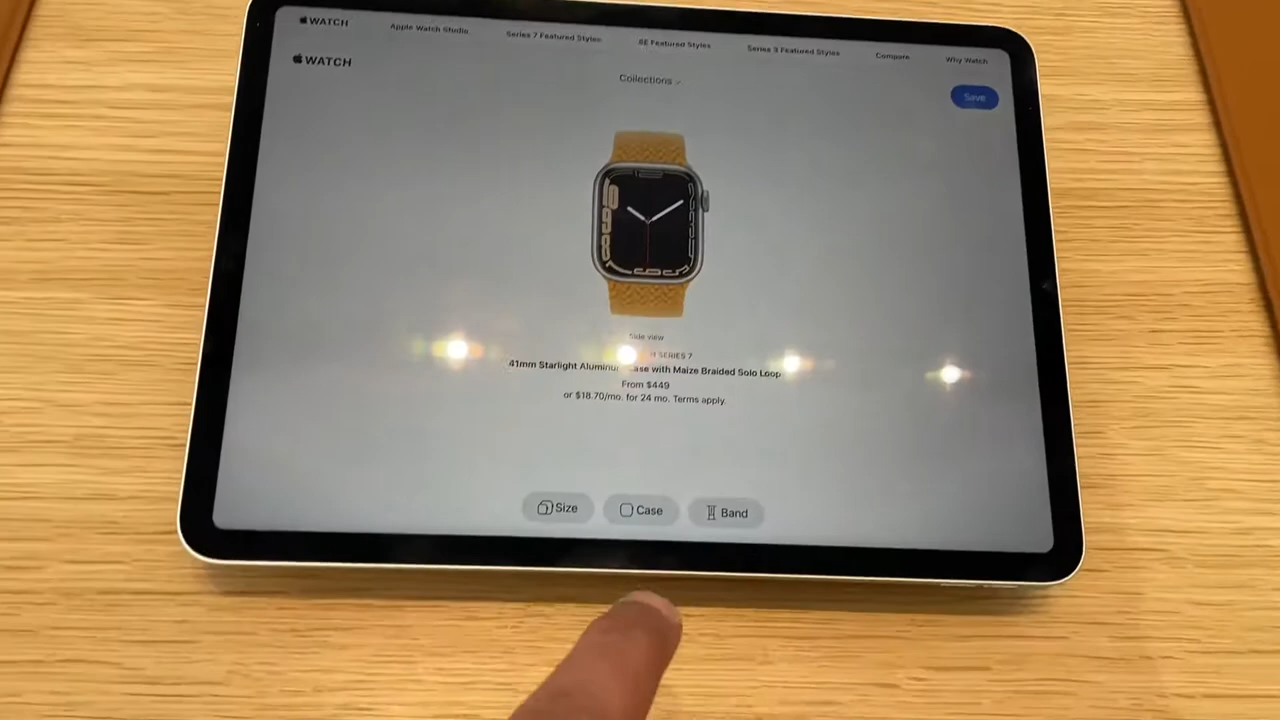 WATCH
Apple Watch Studio
Series 7 Featured Styles
SE Featured Styles
Series 3 Featured Styles
Compare
Why Watch
WATCH
Collections
Save
Side view
SERIES 7
41mm Starlight Aluminu ase with Maize Braided Solo Loop
From $449
or $18.70/mo. for 24 mo. Terms apply.
Size
Case
Band